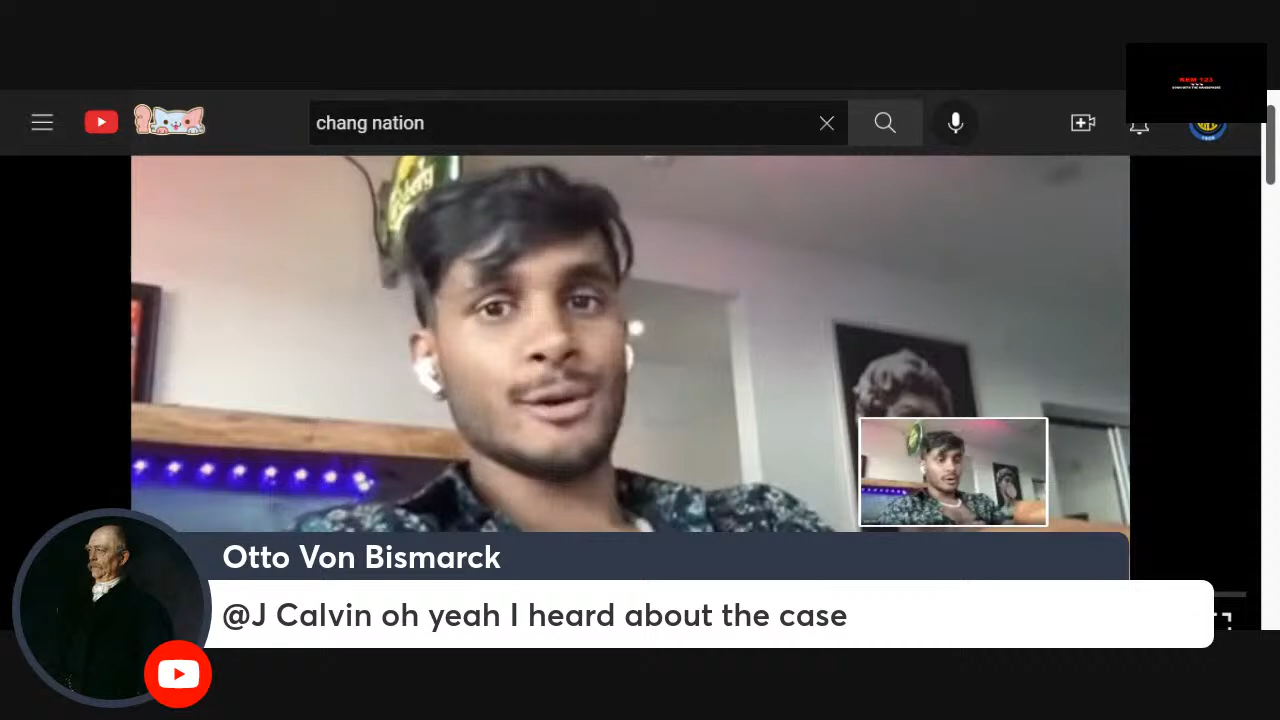 chang nation
Otto Von Bismarck
@J Calvin oh yeah I heard about the case